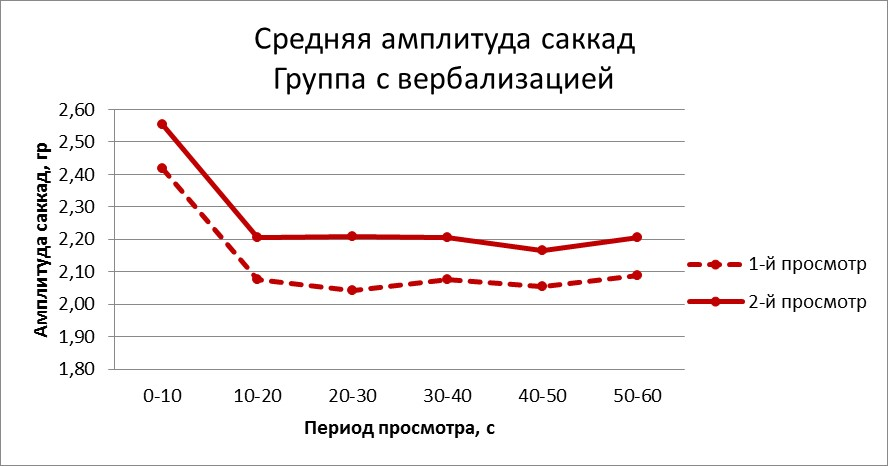 Средняя амплитуда саккад
Группа с вербализацией
2,60
2,50
2,40
2,30
2,20
2,10
2,00
1,90
1,80
Амплитуда саккад, гр
0-10 10-20 20-30 30-40 40-50 50-60
Период просмотра, с
1-й просмотр
2-й просмотр